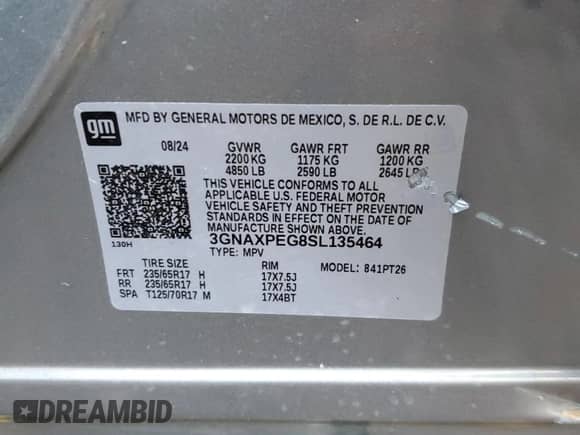 gm
MFD BY GENERAL MOTORS DE MEXICO, S. DE R.L. DE C.V.
08/24 GVWR GAWR FRT GAWR RR
2200 KG 1175 KG 1200 KG
4850 LB 2590 LB 2645 LB
THIS VEHICLE CONFORMS TO ALL
APPLICABLE U.S. FEDERAL MOTOR
VEHICLE SAFETY AND THEFT PREVENTION
STANDARDS IN EFFECT ON THE DATE OF
MANUFACTURE SHOWN ABOVE.
130H 3GNAXPEG8SL135464
TYPE: MPV
TIRE SIZE RIM MODEL: 841PT26
FRT 235/65R17 H 17X7.5J
RR 235/65R17 H 17X7.5J
SPA T125/70R17 M 17X4BT
DREAMBID